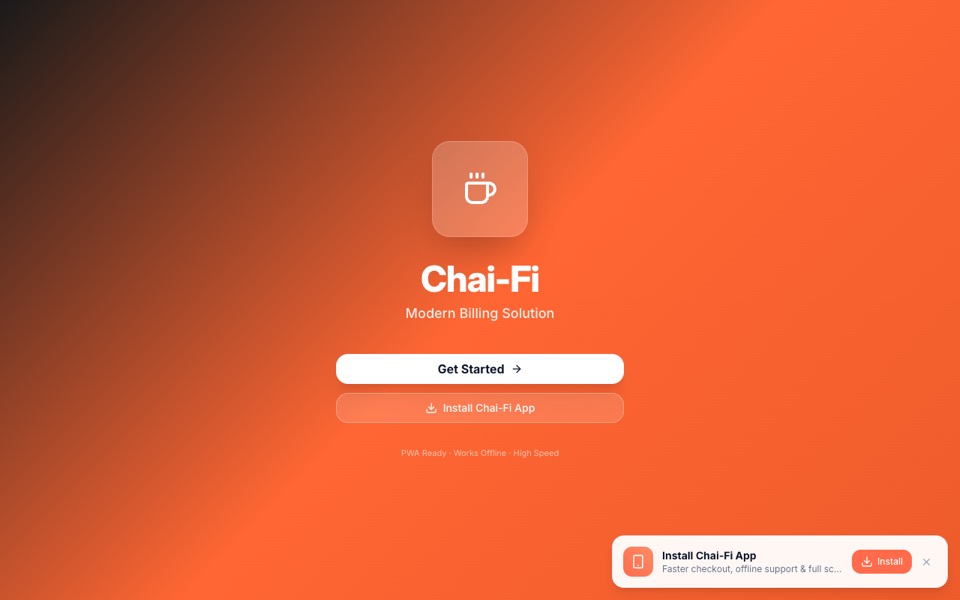 Chai-Fi
Modern Billing Solution
Get Started
Install Chai-Fi App
PWA Ready · Works Offline · High Speed
Install Chai-Fi App
Faster checkout, offline support & full sc...
Install